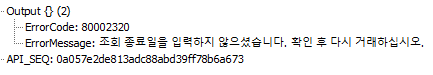 Output {} (2)
ErrorCode: 80002320
ErrorMessage: 조회 종료일을 입력하지 않으셨습니다. 확인 후 다시 거래하십시오.
API_SEQ: 0a057e2de813adc88abd39ff78b6a673